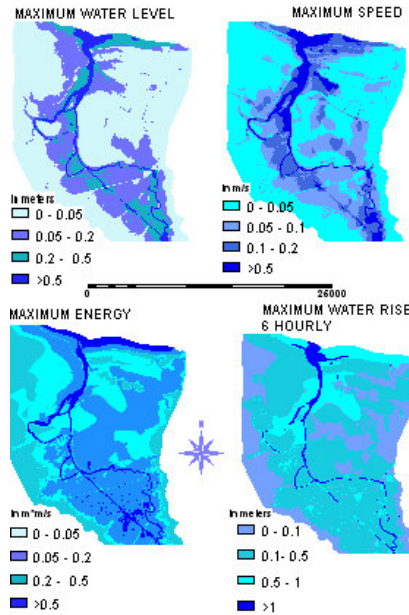 MAXIMUM WATER LEVEL
In meters
0 - 0.05
0.05 - 0.2
0.2 - 0.5
>0.5
MAXIMUM SPEED
In m/s
0 - 0.05
0.05 - 0.1
0.1 - 0.2
>0.5
0
26000
MAXIMUM ENERGY
In m*m/s
0 - 0.05
0.05 - 0.2
0.2 - 0.5
>0.5
MAXIMUM WATER RISE
6 HOURLY
In meters
0 - 0.1
0.1- 0.5
0.5 - 1
>1